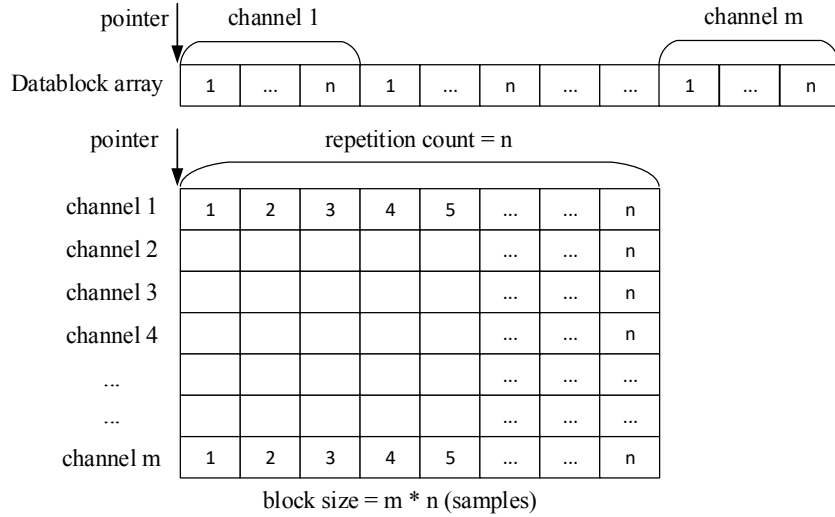 pointer channel 1 channel m
Datablock array 1 ... n 1 ... n ... ... 1 ... n
pointer repetition count = n
channel 1 1 2 3 4 5 ... ... n
channel 2 ... ... n
channel 3 ... ... n
channel 4 ... ... n
... ... ... ...
... ... ... ...
channel m 1 2 3 4 5 ... ... n
block size = m * n (samples)